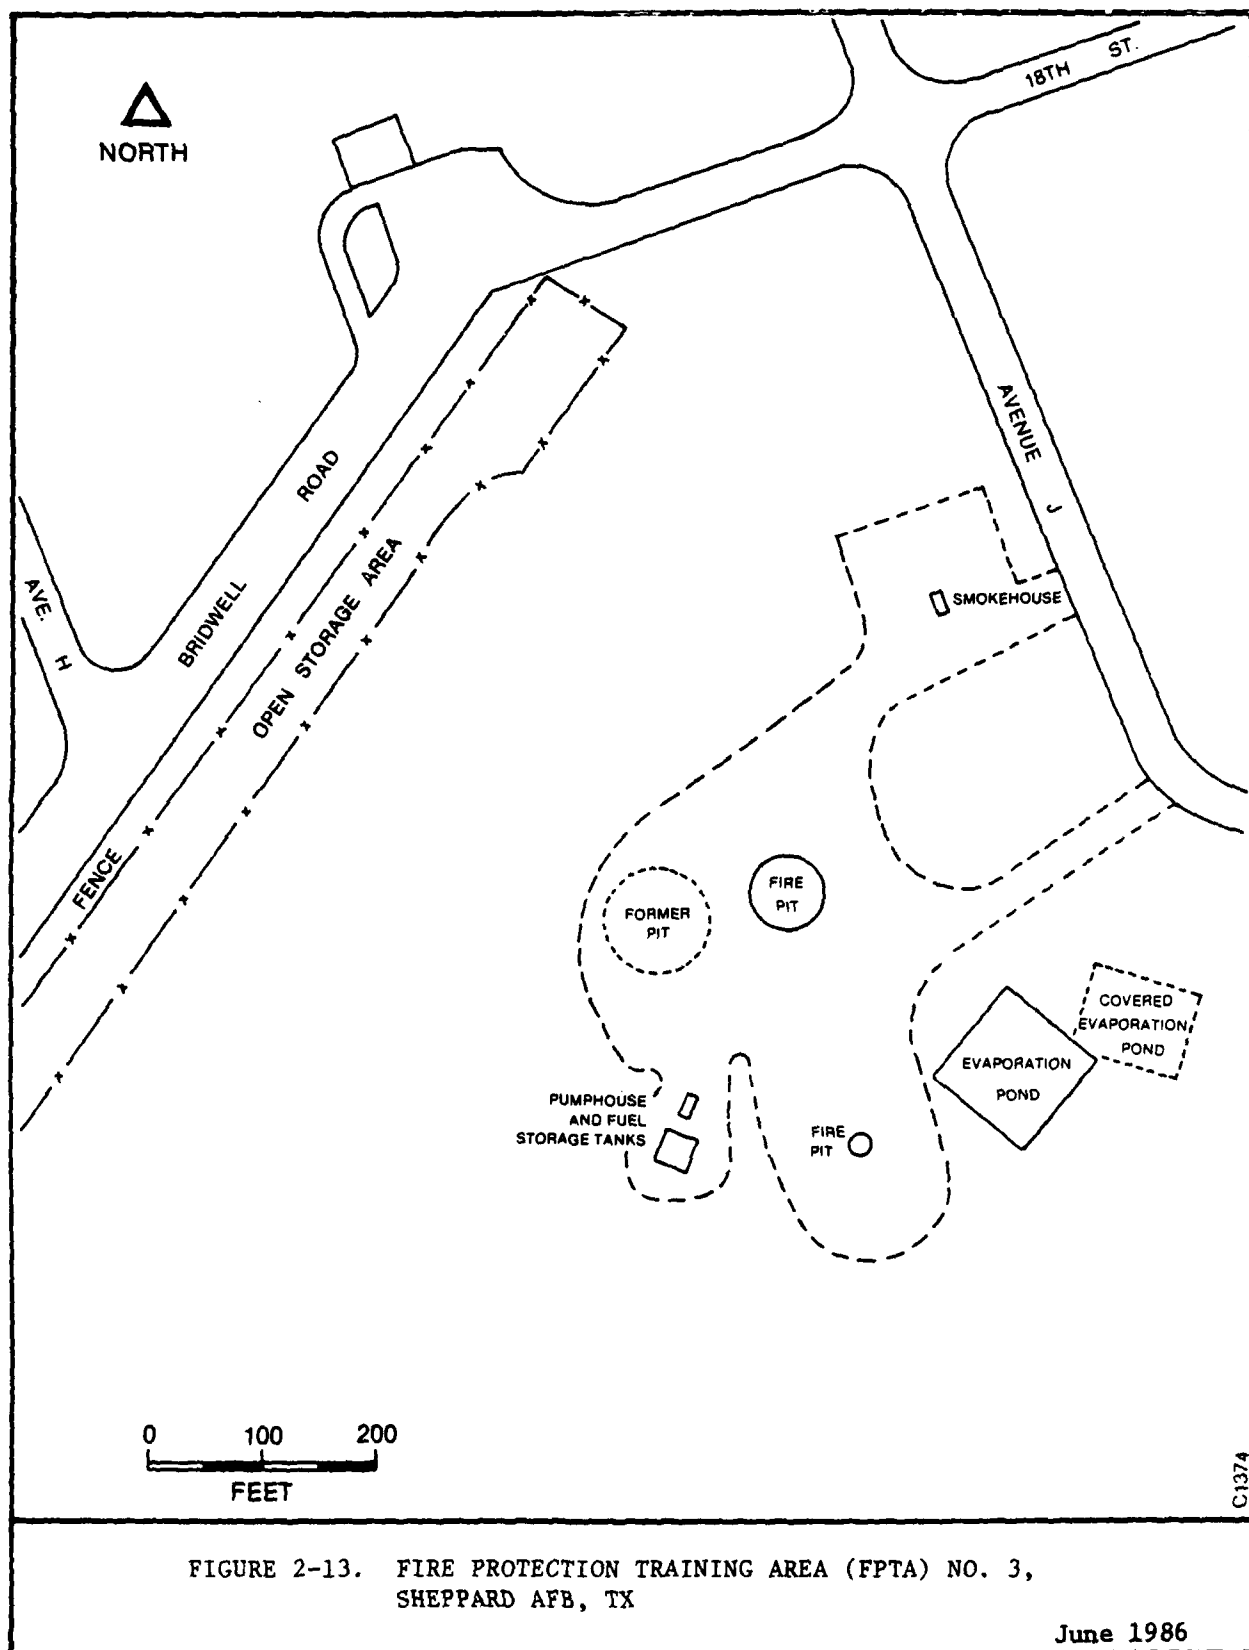 18TH ST.
NORTH
AVENUE J
ROAD
BRIDWELL
OPEN STORAGE AREA
AVE. H
FENCE
SMOKEHOUSE
FIRE
PIT
FORMER
PIT
COVERED
EVAPORATION
POND
EVAPORATION
POND
PUMPHOUSE
AND FUEL
STORAGE TANKS
FIRE
PIT
0 100 200
FEET
C1374
FIGURE 2-13. FIRE PROTECTION TRAINING AREA (FPTA) NO. 3,
SHEPPARD AFB, TX
June 1986